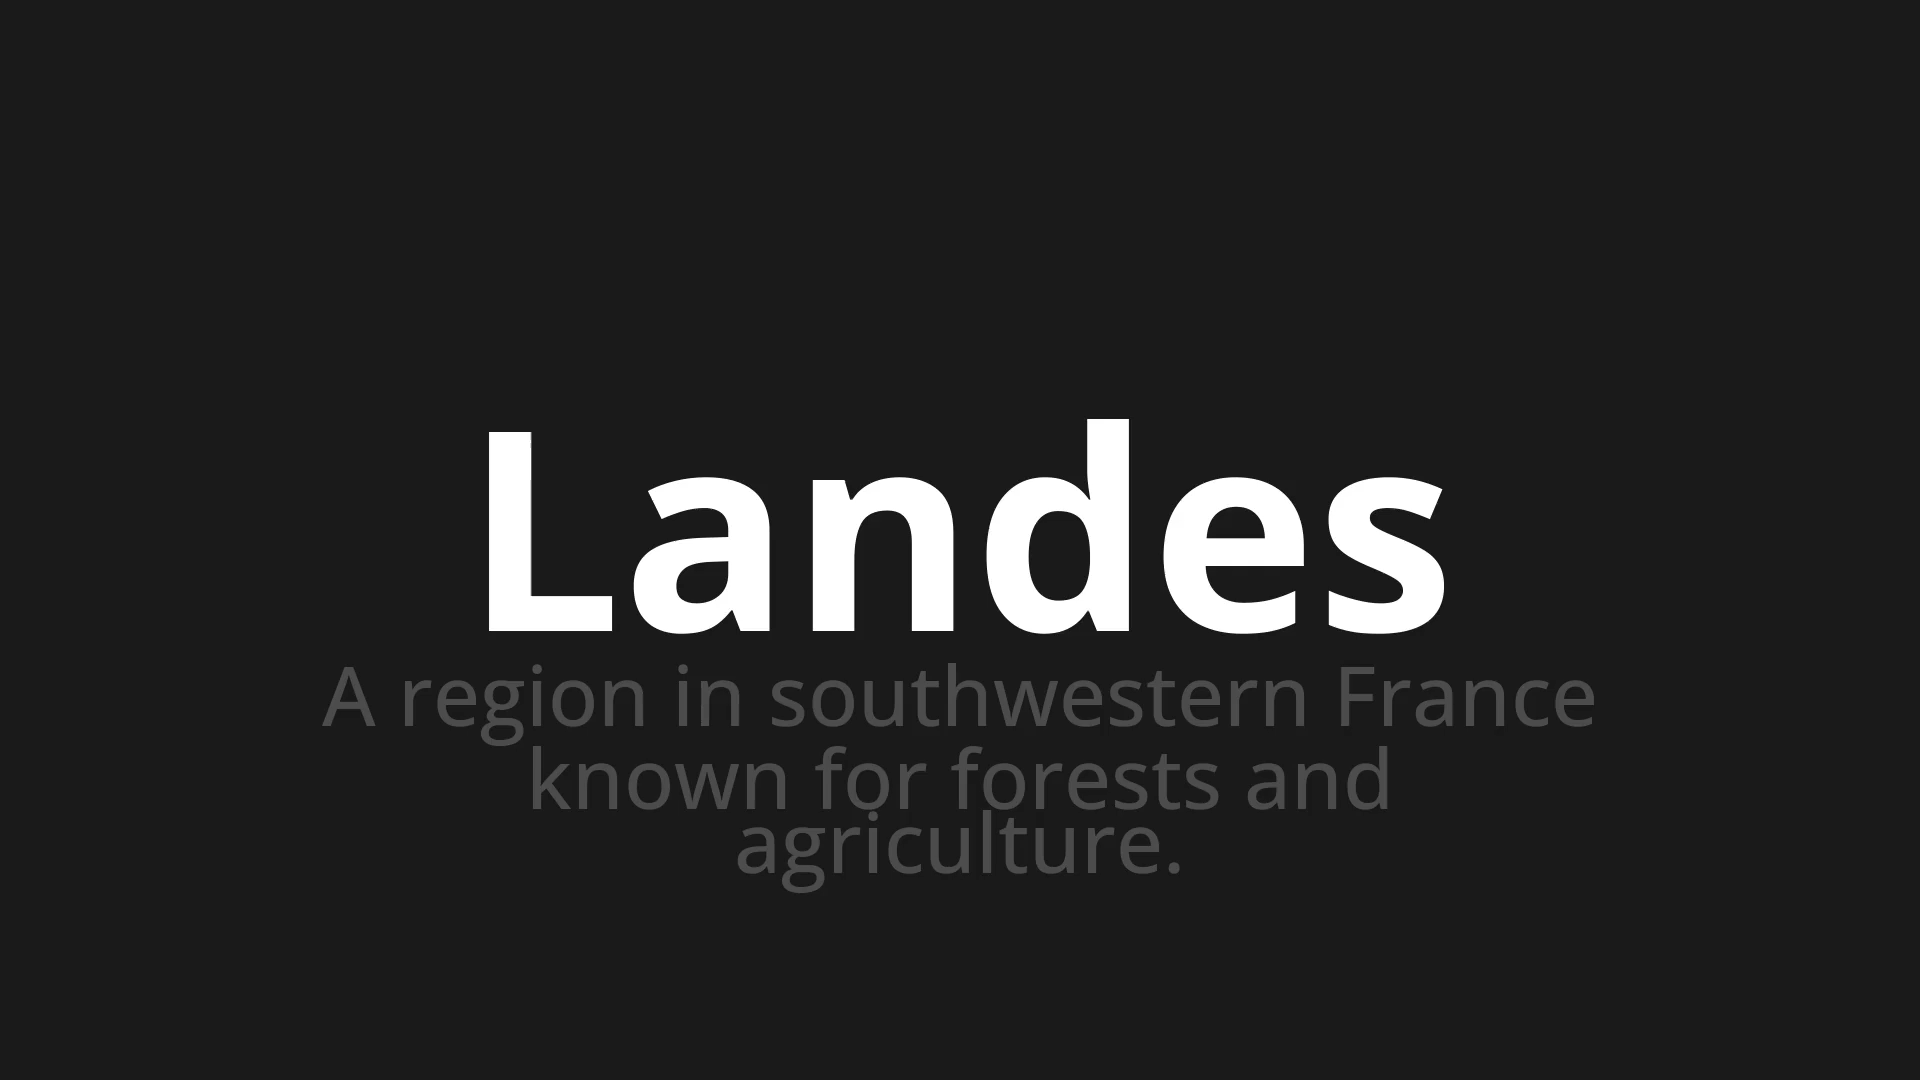 Landes
A region in southwestern France
known for forests and
agriculture.